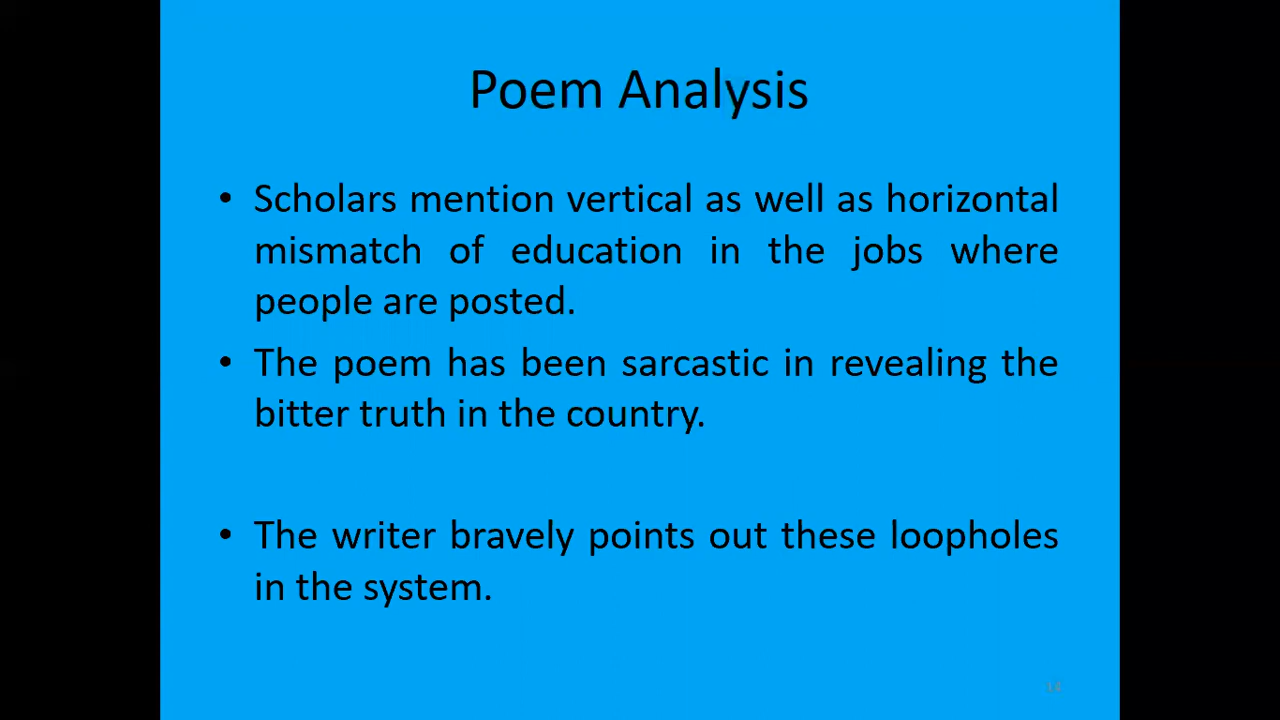 Poem Analysis
• Scholars mention vertical as well as horizontal
mismatch of education in the jobs where
people are posted.
• The poem has been sarcastic in revealing the
bitter truth in the country.
• The writer bravely points out these loopholes
in the system.